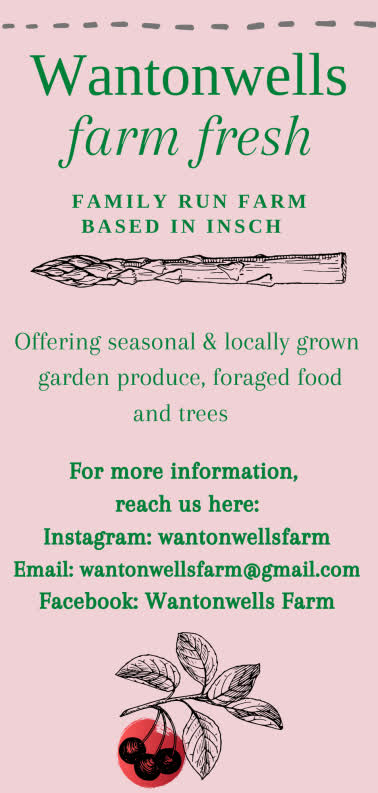 Wantonwells
farm fresh
FAMILY RUN FARM
BASED IN INSCH
Offering seasonal & locally grown
garden produce, foraged food
and trees
For more information,
reach us here:
Instagram: wantonwellsfarm
Email: wantonwellsfarm@gmail.com
Facebook: Wantonwells Farm